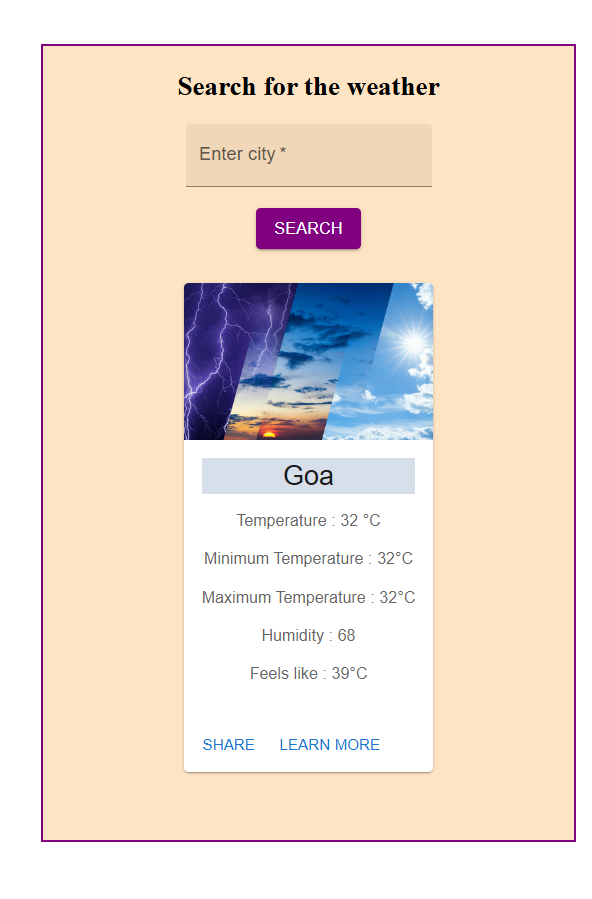 Search for the weather
Enter city *
SEARCH
Goa
Temperature : 32 °C
Minimum Temperature : 32°C
Maximum Temperature : 32°C
Humidity : 68
Feels like : 39°C
SHARE LEARN MORE